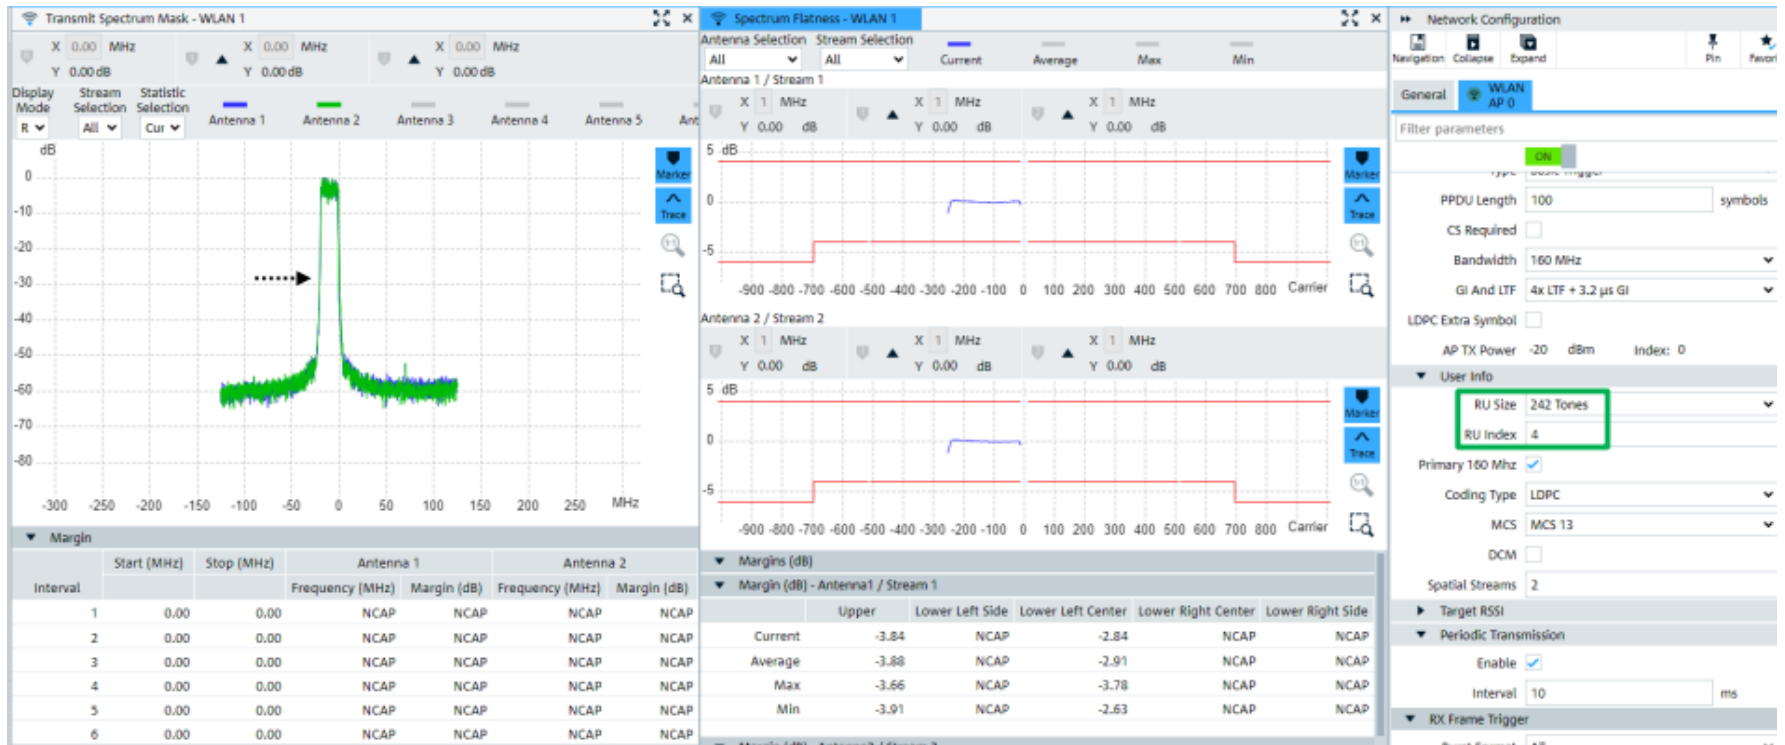 Transmit Spectrum Mask - WLAN 1
X 0.00 MHz
Y 0.00 dB
X 0.00 MHz
Y 0.00 dB
X 0.00 MHz
Y 0.00 dB
Display Mode
Stream Selection
Statistic Selection
R
All
Cur
Antenna 1
Antenna 2
Antenna 3
Antenna 4
Antenna 5
Ant
dB
0
-10
-20
-30
-40
-50
-60
-70
-80
-300 -250 -200 -150 -100 -50 0 50 100 150 200 250 MHz
Marker
Trace
1:1
Margin
Start (MHz) Stop (MHz) Antenna 1 Antenna 2
Interval Frequency (MHz) Margin (dB) Frequency (MHz) Margin (dB)
1 0.00 0.00 NCAP NCAP NCAP NCAP
2 0.00 0.00 NCAP NCAP NCAP NCAP
3 0.00 0.00 NCAP NCAP NCAP NCAP
4 0.00 0.00 NCAP NCAP NCAP NCAP
5 0.00 0.00 NCAP NCAP NCAP NCAP
6 0.00 0.00 NCAP NCAP NCAP NCAP
Spectrum Flatness - WLAN 1
Antenna Selection Stream Selection
All
All
Current Average Max Min
Antenna 1 / Stream 1
X 1 MHz
Y 0.00 dB
X 1 MHz
Y 0.00 dB
X 1 MHz
Y 0.00 dB
5 dB
0
-5
-900 -800 -700 -600 -500 -400 -300 -200 -100 0 100 200 300 400 500 600 700 800 Carrier
Marker
Trace
1:1
Antenna 2 / Stream 2
X 1 MHz
Y 0.00 dB
X 1 MHz
Y 0.00 dB
X 1 MHz
Y 0.00 dB
5 dB
0
-5
-900 -800 -700 -600 -500 -400 -300 -200 -100 0 100 200 300 400 500 600 700 800 Carrier
Marker
Trace
1:1
Margins (dB)
Margin (dB) - Antenna1 / Stream 1
Upper Lower Left Side Lower Left Center Lower Right Center Lower Right Side
Current -3.84 NCAP -2.84 NCAP NCAP
Average -3.88 NCAP -2.91 NCAP NCAP
Max -3.66 NCAP -3.78 NCAP NCAP
Min -3.91 NCAP -2.63 NCAP NCAP
Network Configuration
Navigation Collapse Expand Pin Favori
General WLAN AP 0
Filter parameters
ON
Type Basic Trigger
PPDU Length 100 symbols
CS Required
Bandwidth 160 MHz
GI And LTF 4x LTF + 3.2 µs GI
LDPC Extra Symbol
AP TX Power -20 dBm Index: 0
User Info
RU Size 242 Tones
RU Index 4
Primary 160 Mhz
Coding Type LDPC
MCS MCS 13
DCM
Spatial Streams 2
Target RSSI
Periodic Transmission
Enable
Interval 10 ms
RX Frame Trigger